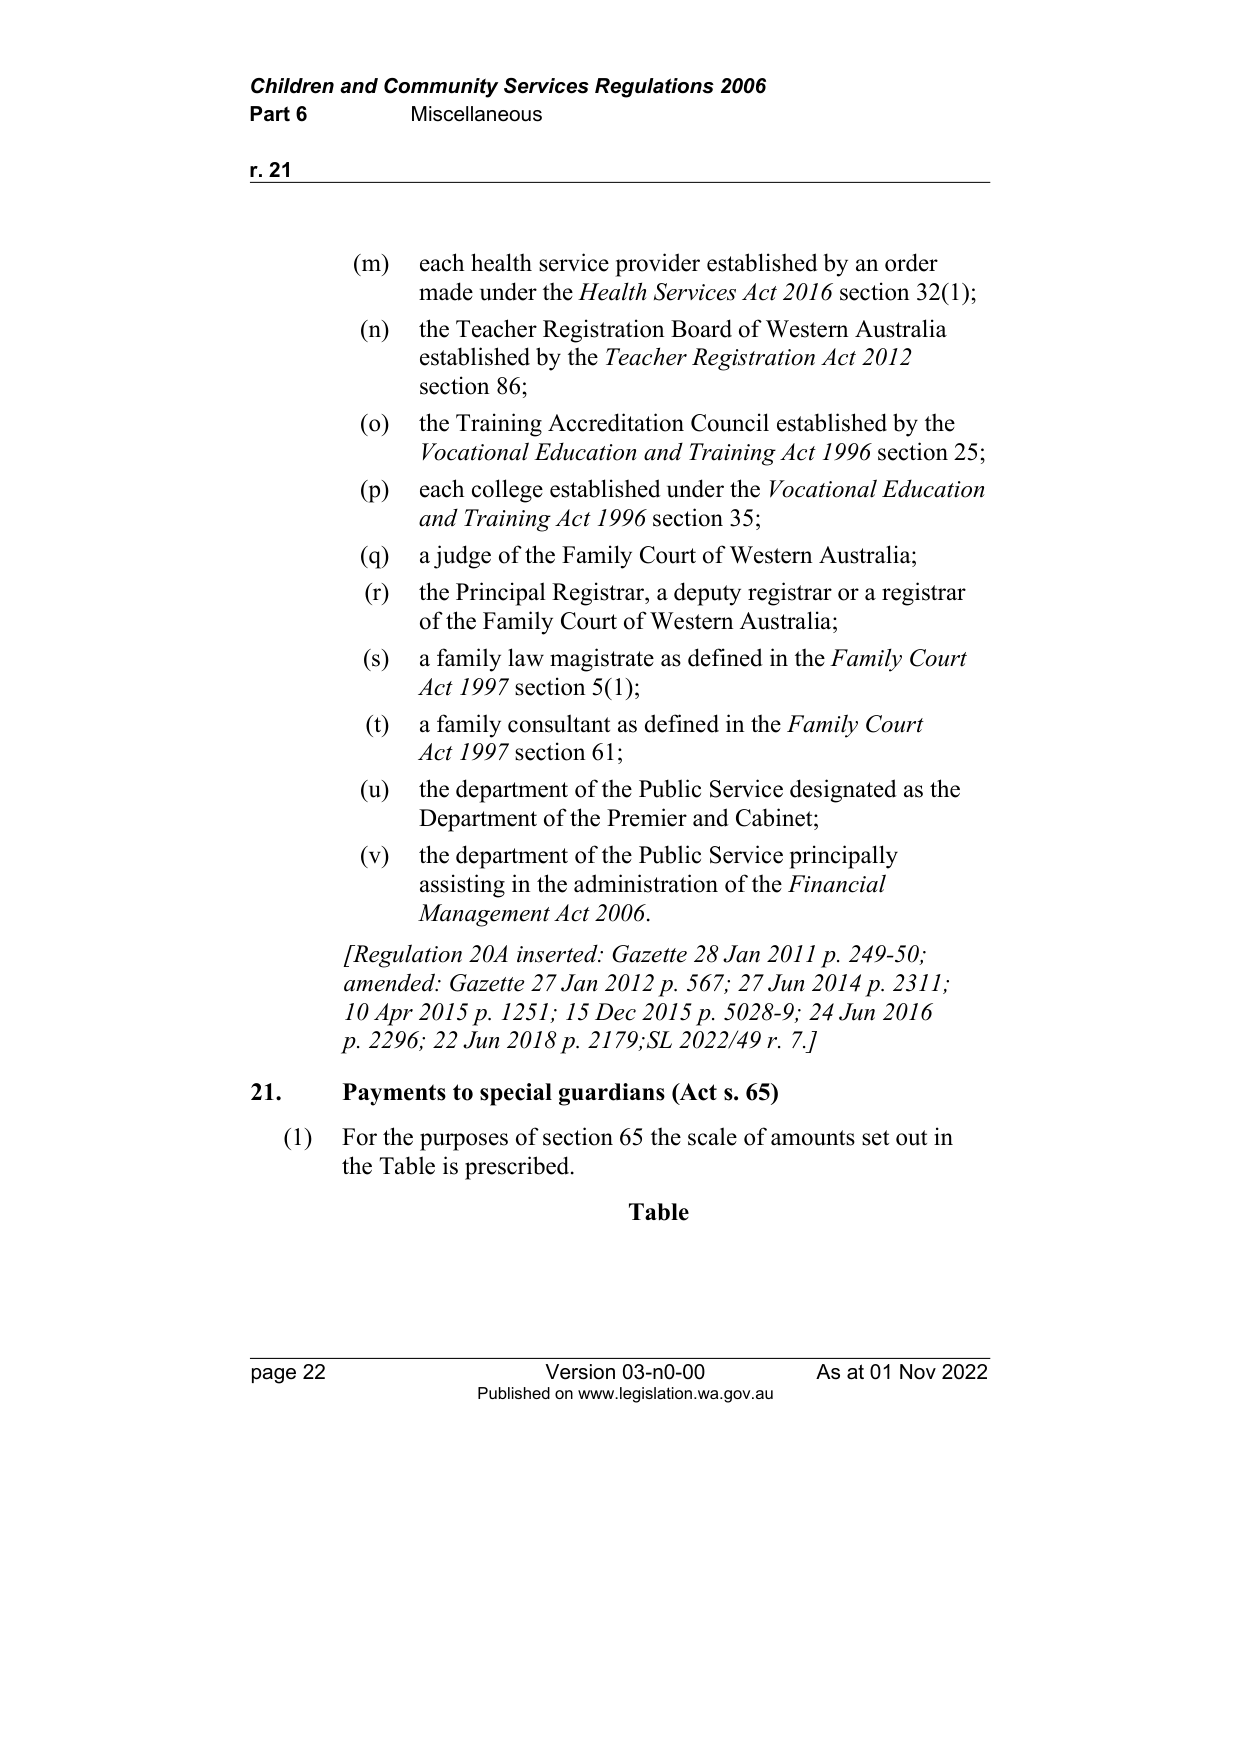 Children and Community Services Regulations 2006
Part 6 Miscellaneous
r. 21
(m) each health service provider established by an order
made under the Health Services Act 2016 section 32(1);
(n) the Teacher Registration Board of Western Australia
established by the Teacher Registration Act 2012
section 86;
(o) the Training Accreditation Council established by the
Vocational Education and Training Act 1996 section 25;
(p) each college established under the Vocational Education
and Training Act 1996 section 35;
(q) a judge of the Family Court of Western Australia;
(r) the Principal Registrar, a deputy registrar or a registrar
of the Family Court of Western Australia;
(s) a family law magistrate as defined in the Family Court
Act 1997 section 5(1);
(t) a family consultant as defined in the Family Court
Act 1997 section 61;
(u) the department of the Public Service designated as the
Department of the Premier and Cabinet;
(v) the department of the Public Service principally
assisting in the administration of the Financial
Management Act 2006.
[Regulation 20A inserted: Gazette 28 Jan 2011 p. 249-50;
amended: Gazette 27 Jan 2012 p. 567; 27 Jun 2014 p. 2311;
10 Apr 2015 p. 1251; 15 Dec 2015 p. 5028-9; 24 Jun 2016
p. 2296; 22 Jun 2018 p. 2179;SL 2022/49 r. 7.]
21. Payments to special guardians (Act s. 65)
(1) For the purposes of section 65 the scale of amounts set out in
the Table is prescribed.
Table
page 22 Version 03-n0-00 As at 01 Nov 2022
Published on www.legislation.wa.gov.au